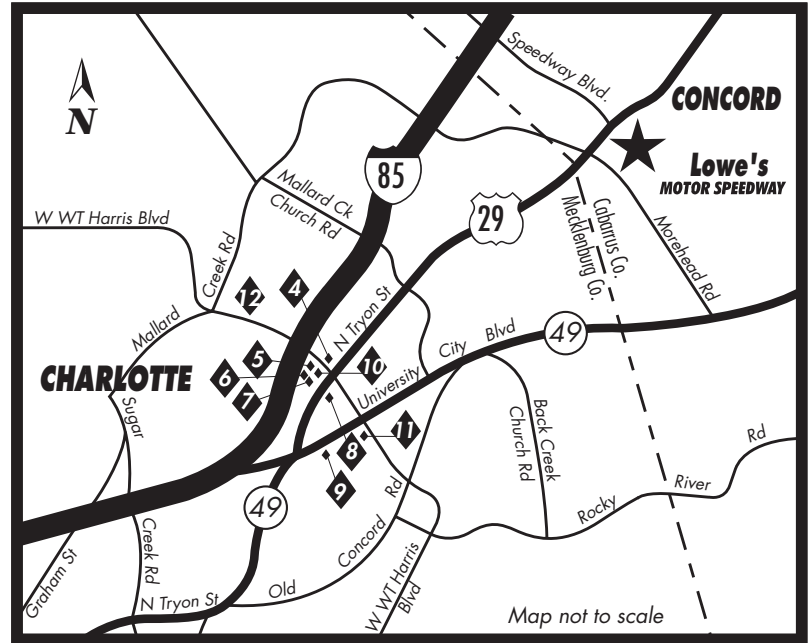 Speedway Blvd.
CONCORD
N
85
Lowe's
MOTOR SPEEDWAY
Mallard Ck
Church Rd
29
W WT Harris Blvd
Cabarrus Co.
Mecklenburg Co.
Morehead Rd
Creek Rd
12
4
N Tryon St
Mallard
49
City Blvd
University
5
10
6
CHARLOTTE
7
Sugar
11
8
Back Creek
Church Rd
Rd
9
River
49
Rocky
Rd
Concord
Creek Rd
Graham St
N Tryon St
Old
W WT Harris
Blvd
Map not to scale